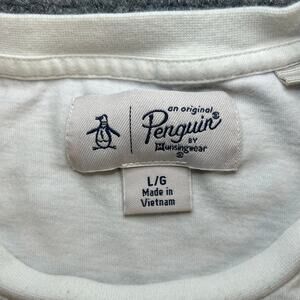 an original
Penguin®
BY
Munsingwear®
L/G
Made in
Vietnam